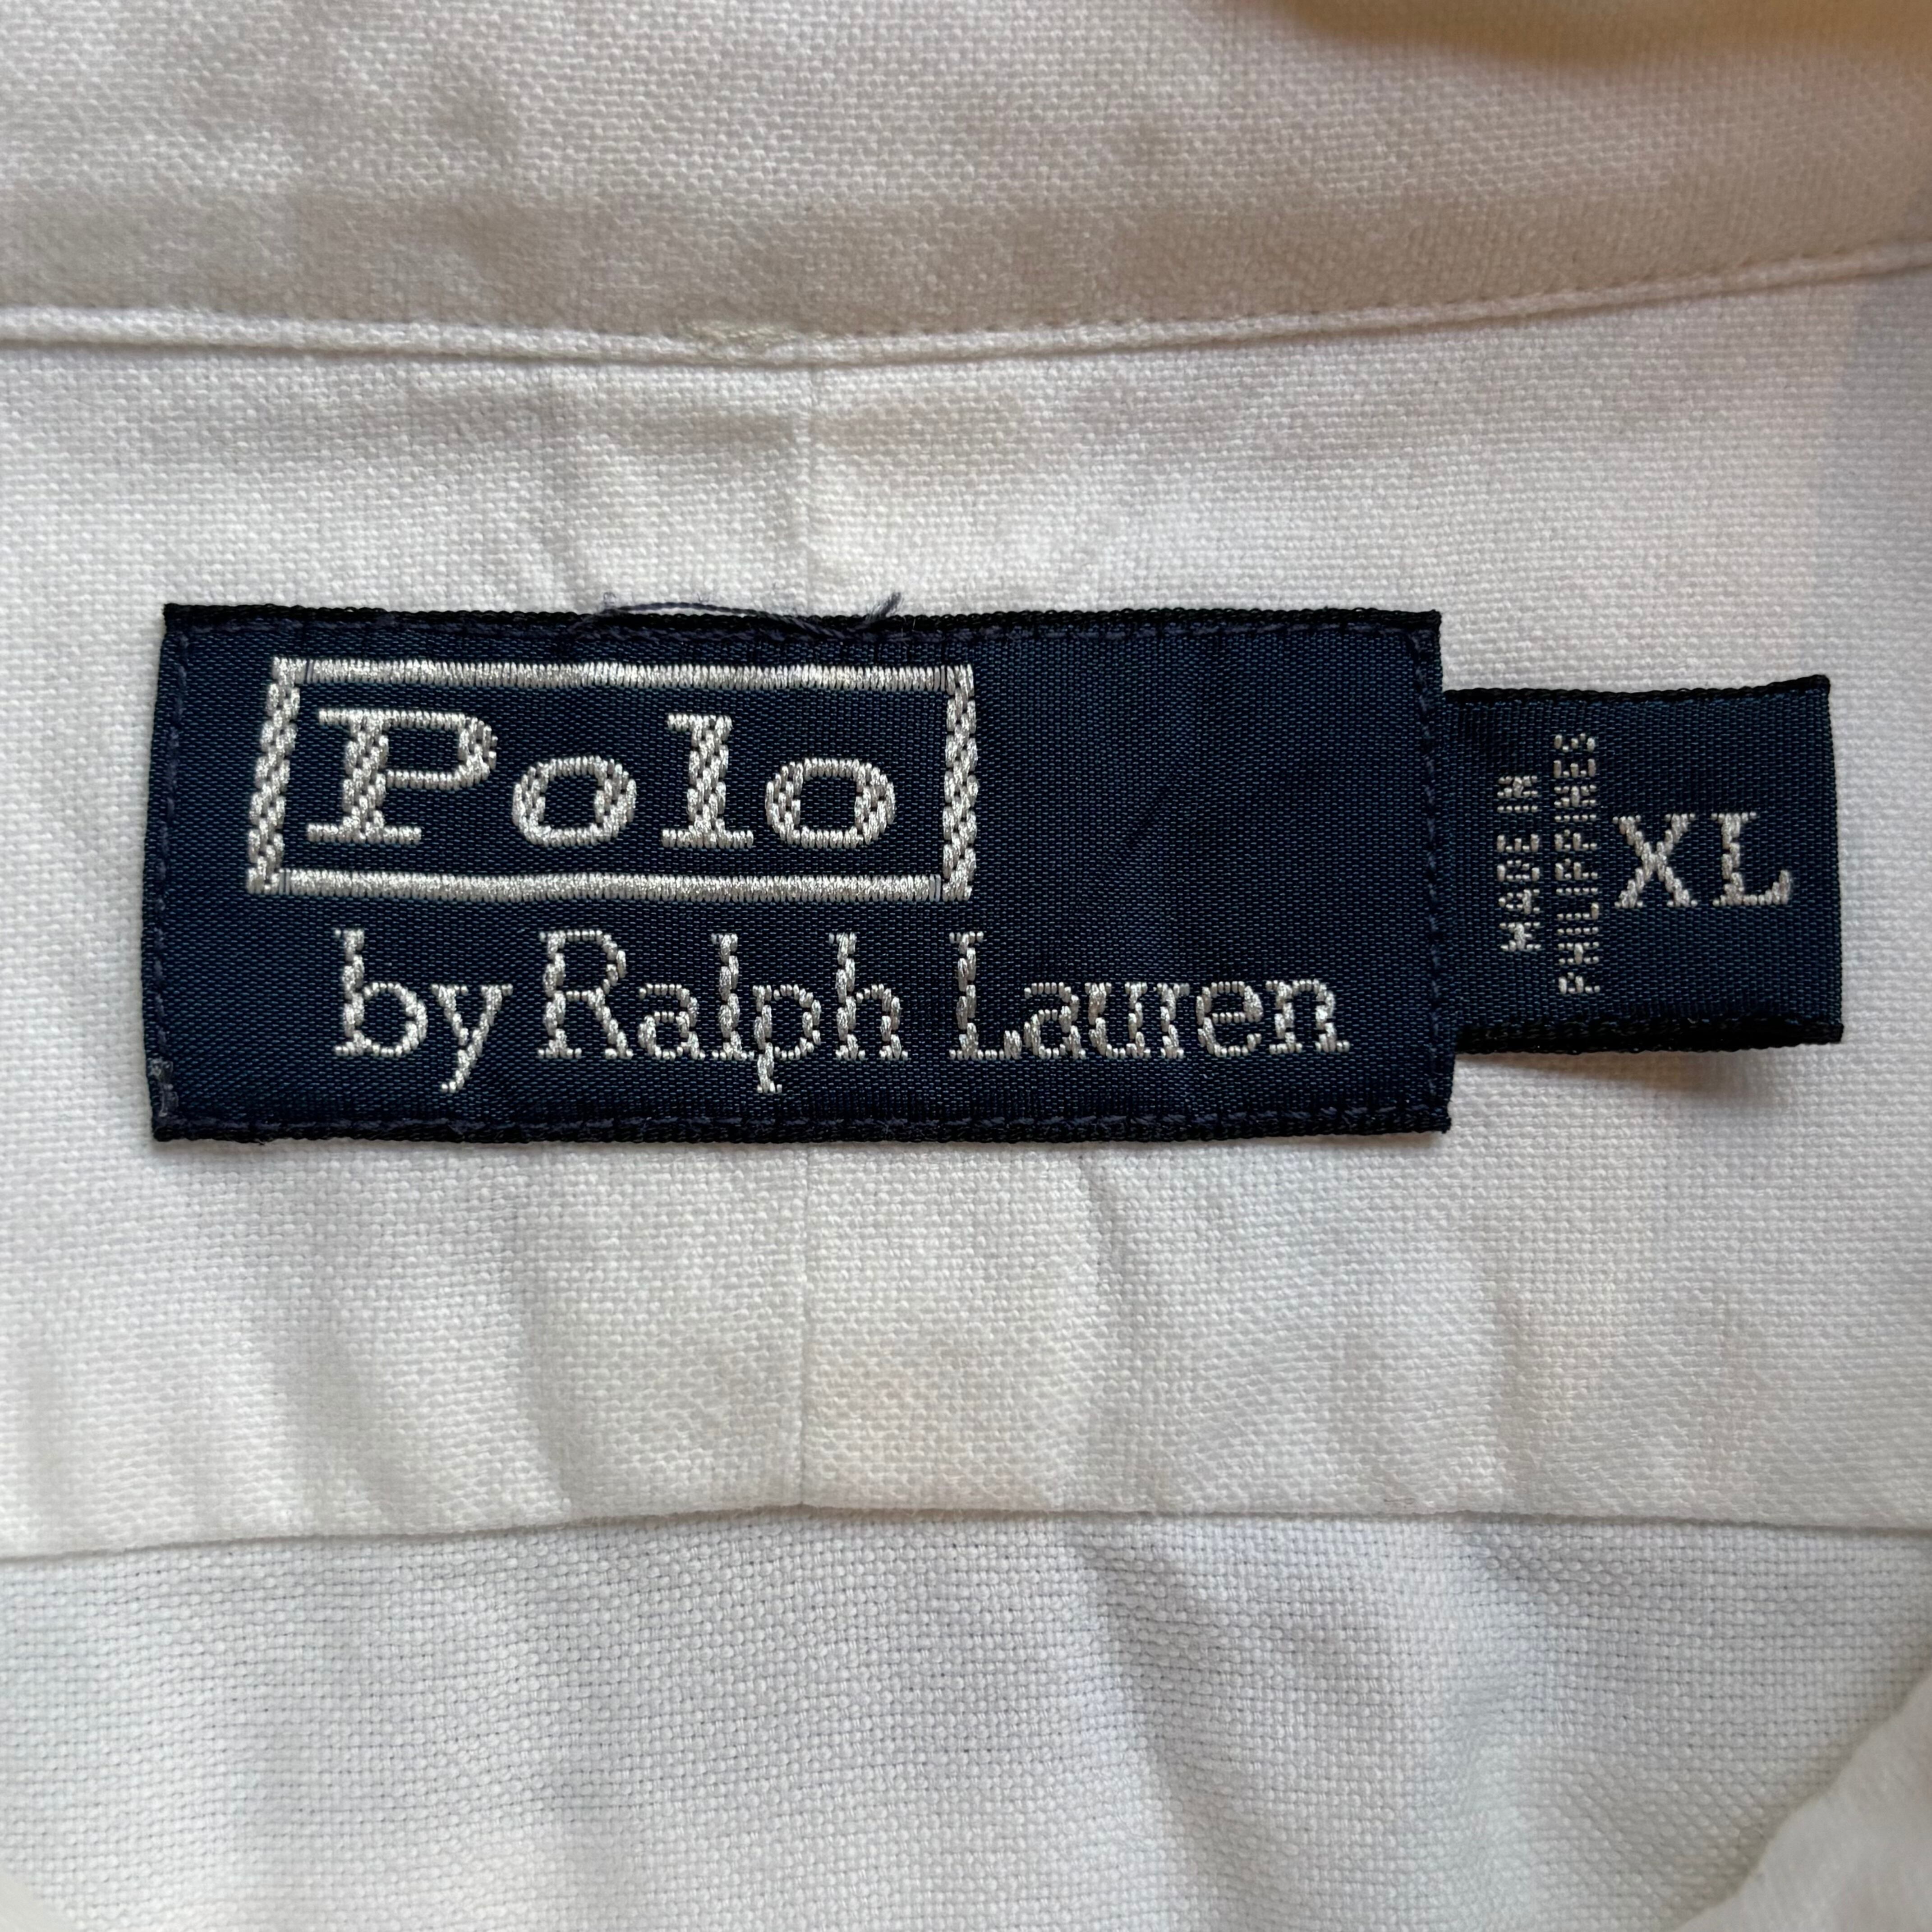 Polo
by Ralph Lauren
MADE IN
PHILIPPINES
XL